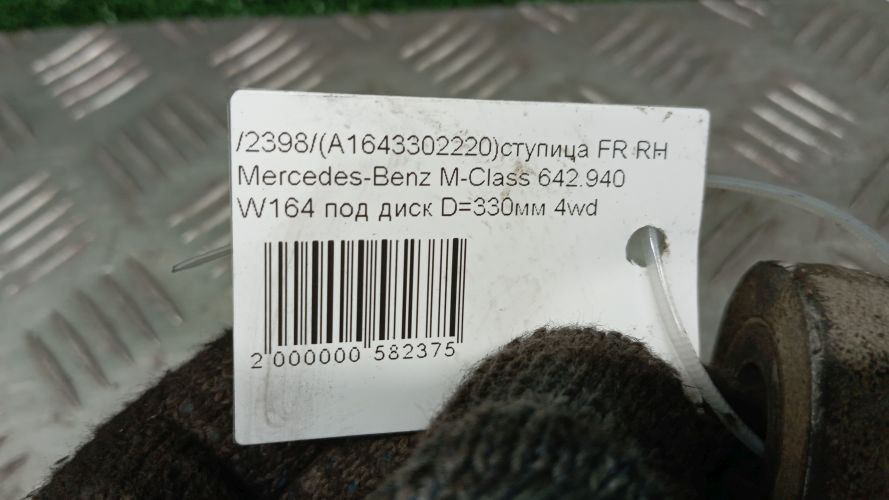 /2398/(A1643302220)ступица FR RH
Mercedes-Benz M-Class 642.940
W164 под диск D=330мм 4wd
2 000000 582375